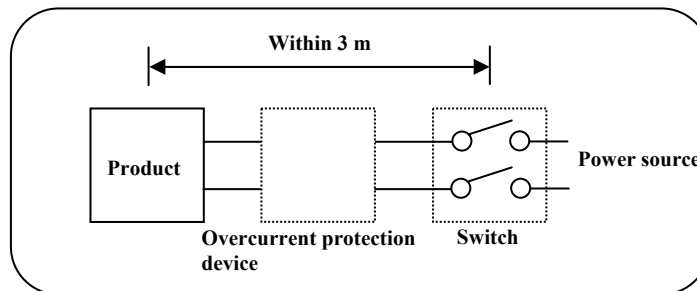 Within 3 m
Product
Power source
Overcurrent protection
device
Switch